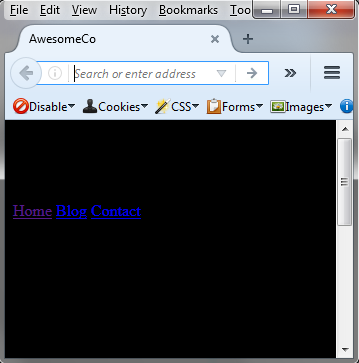 File Edit View History Bookmarks Too
AwesomeCo
Search or enter address
Disable Cookies CSS Forms Images
Home Blog Contact